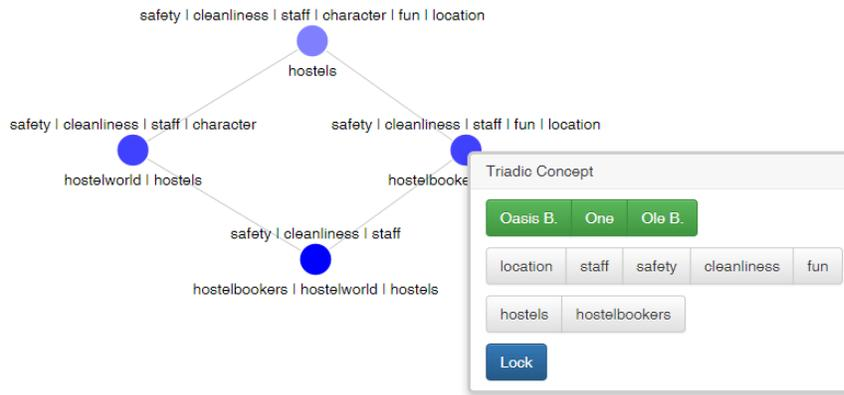 safety | cleanliness | staff | character | fun | location
hostels
safety | cleanliness | staff | character
safety | cleanliness | staff | fun | location
hostelworld | hostels
safety | cleanliness | staff
hostelbookers | hostelworld | hostels
Triadic Concept
Oasis B. One Ole B.
location staff safety cleanliness fun
hostels hostelbookers
Lock